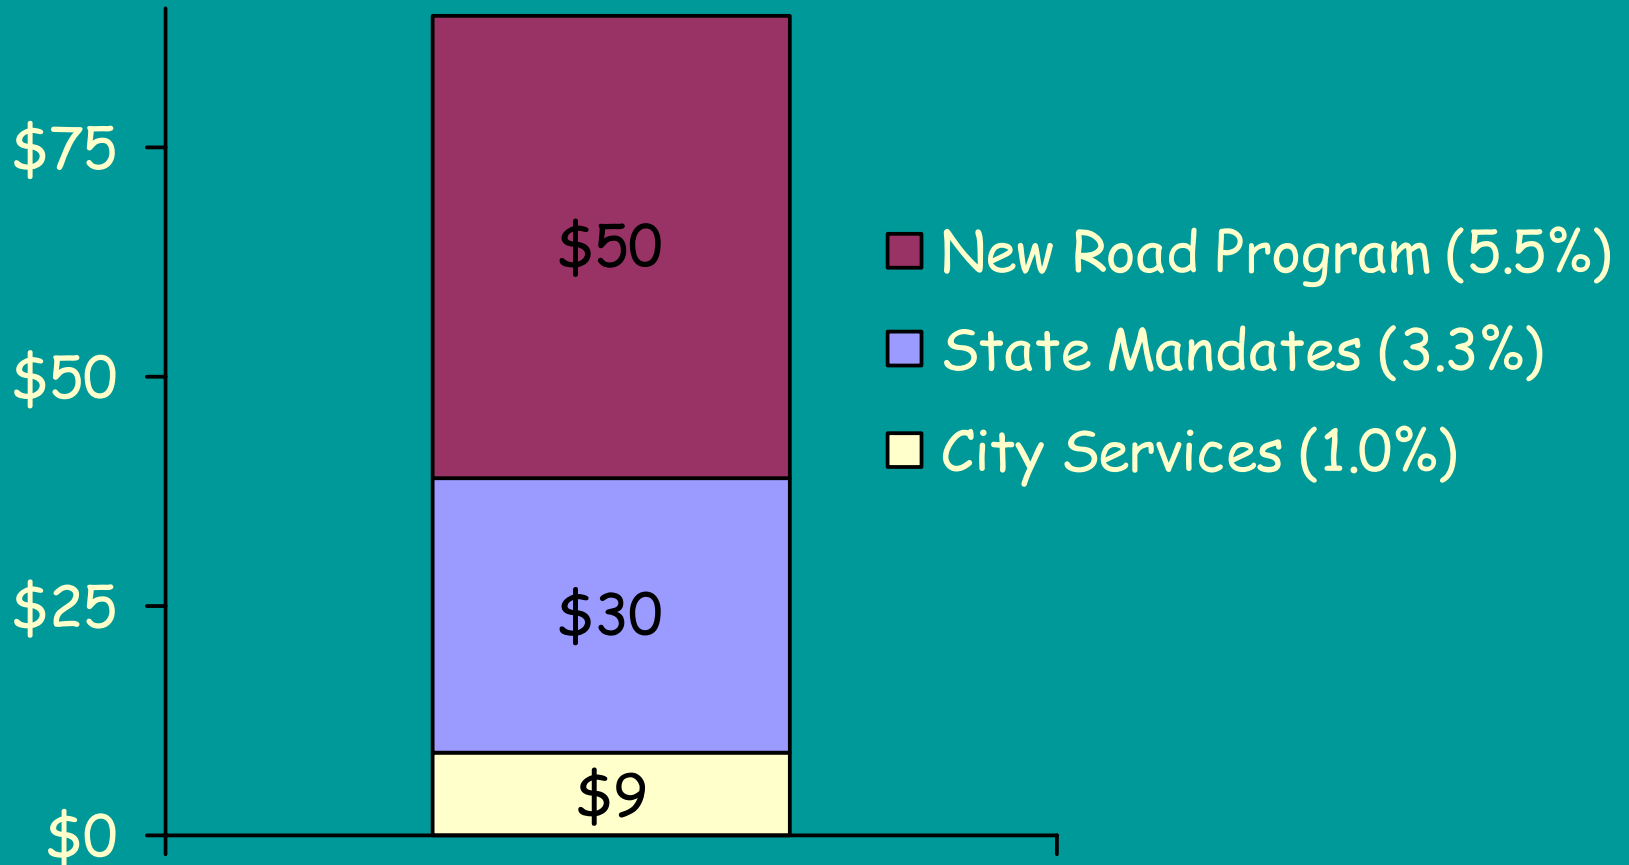 $75
$50
$25
$0
$50
$30
$9
New Road Program (5.5%)
State Mandates (3.3%)
City Services (1.0%)